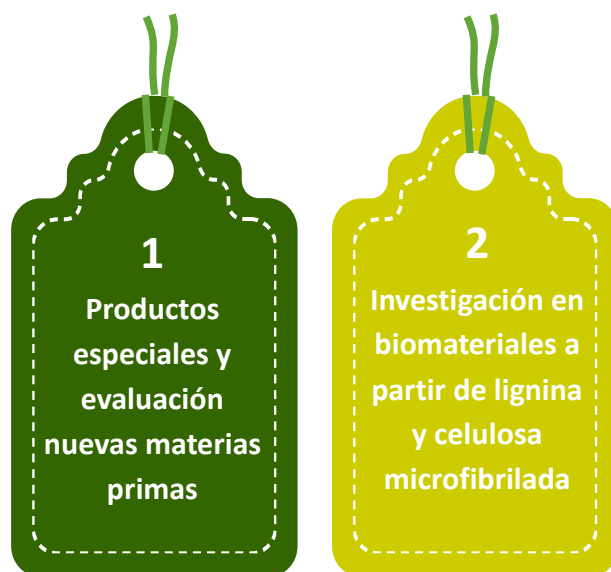 1
Productos
especiales y
evaluación
nuevas materias
primas
2
Investigación en
biomateriales a
partir de lignina
y celulosa
microfibrilada